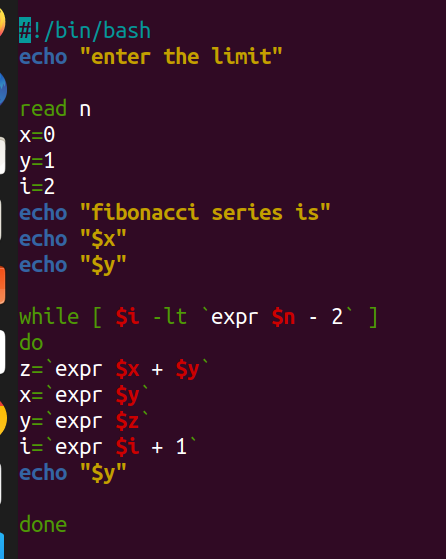 #!/bin/bash
echo "enter the limit"
read n
x=0
y=1
i=2
echo "fibonacci series is"
echo "$x"
echo "$y"
while [ $i -lt `expr $n - 2` ]
do
z=`expr $x + $y`
x=`expr $y`
y=`expr $z`
i=`expr $i + 1`
echo "$y"
done